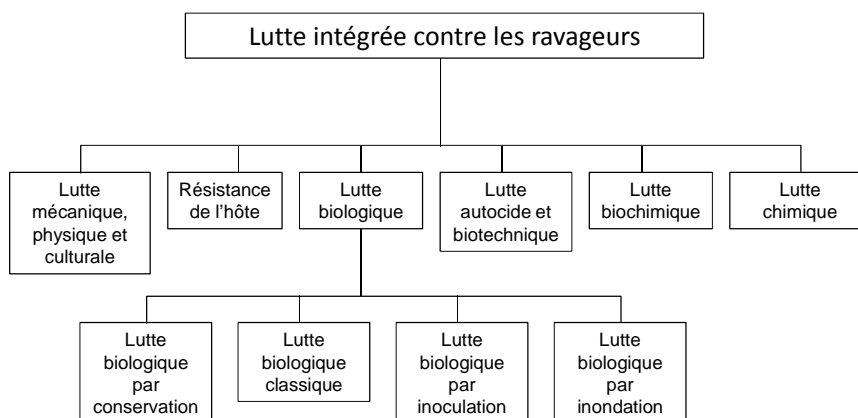 Lutte intégrée contre les ravageurs
Lutte
mécanique,
physique et
culturale
Résistance
de l'hôte
Lutte
biologique
Lutte
autocide et
biotechnique
Lutte
biochimique
Lutte
chimique
Lutte
biologique
par
conservation
Lutte
biologique
classique
Lutte
biologique
par
inoculation
Lutte
biologique
par
inondation